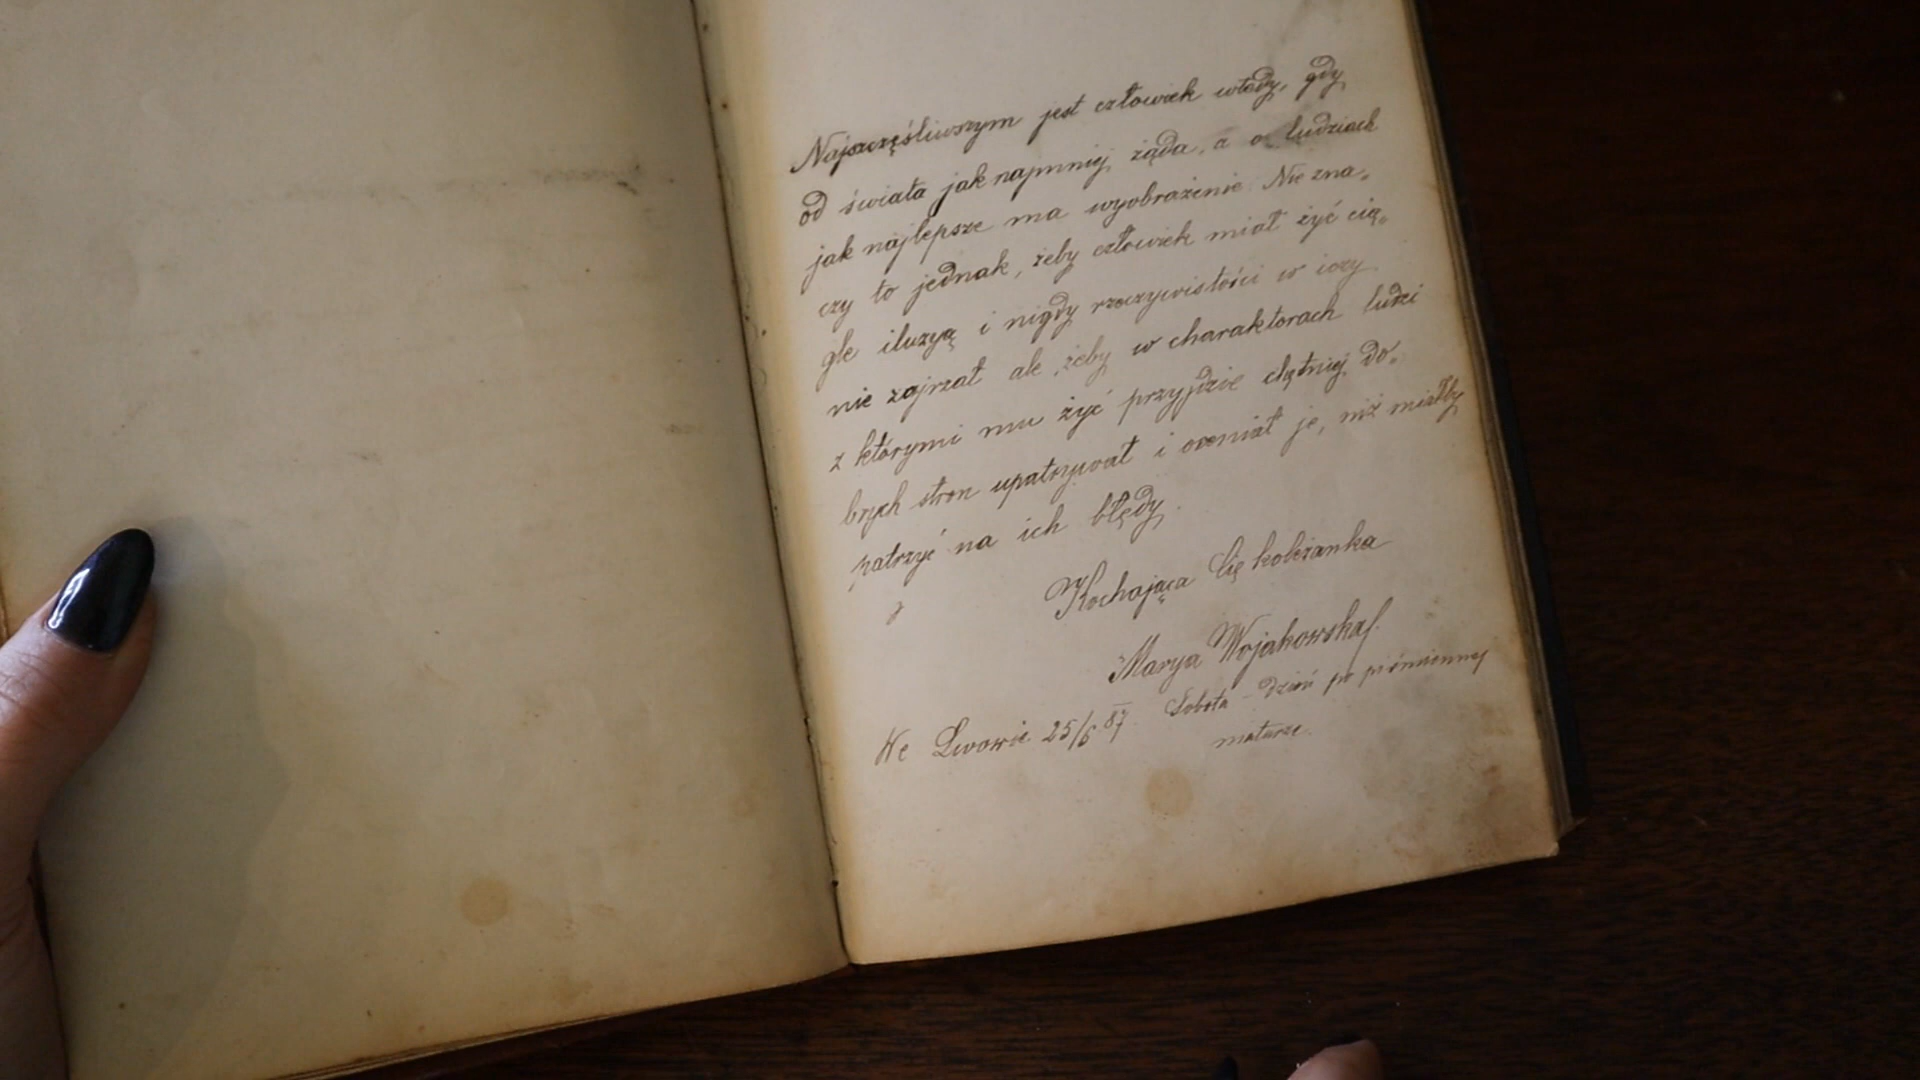 Najszczęśliwszym jest człowiek wtedy, gdy
od świata jak najmniej żąda, a o ludziach
jak najlepsze ma wyobrażenie. Nie zna„
czy to jednak, żeby człowiek miał żyć cią„
gle iluzyą i nigdy rzeczywistości w oczy
nie zajrzał ale żeby w charakterach ludzi
z którymi mu żyć przyjdzie chętniej do„
brych stron upatrywał i oceniał je, niż miałby
patrzyć na ich błędy.
Kochająca Cię koleżanka
Marya Wojakowska
We Lwowie 25/6 87 Sobota – dzień po piśmiennej
maturze.